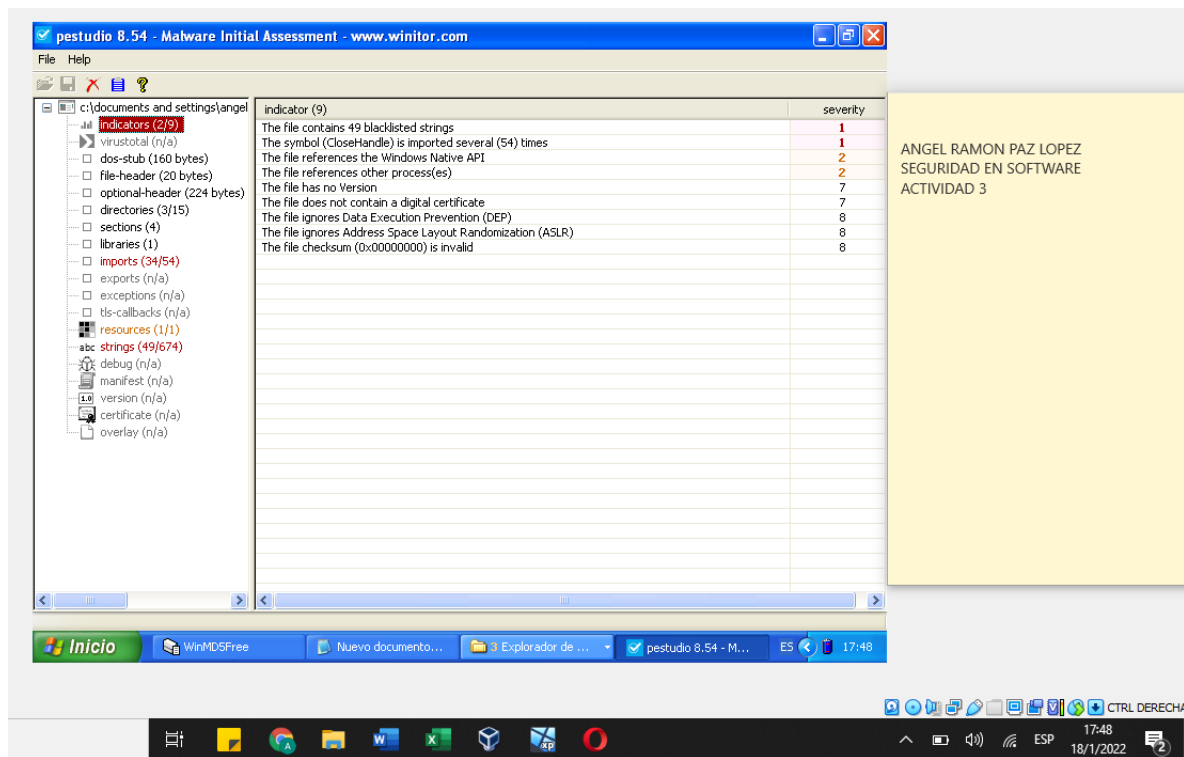 pestudio 8.54 - Malware Initial Assessment - www.winitor.com
File Help
c:\documents and settings\angel
indicators (2/9)
virustotal (n/a)
dos-stub (160 bytes)
file-header (20 bytes)
optional-header (224 bytes)
directories (3/15)
sections (4)
libraries (1)
imports (34/54)
exports (n/a)
exceptions (n/a)
tls-callbacks (n/a)
resources (1/1)
abc strings (49/674)
debug (n/a)
manifest (n/a)
1.0 version (n/a)
certificate (n/a)
overlay (n/a)
indicator (9) severity
The file contains 49 blacklisted strings 1
The symbol (CloseHandle) is imported several (54) times 1
The file references the Windows Native API 2
The file references other process(es) 2
The file has no Version 7
The file does not contain a digital certificate 7
The file ignores Data Execution Prevention (DEP) 8
The file ignores Address Space Layout Randomization (ASLR) 8
The file checksum (0x00000000) is invalid 8
ANGEL RAMON PAZ LOPEZ
SEGURIDAD EN SOFTWARE
ACTIVIDAD 3
Inicio WinMD5Free Nuevo documento... 3 Explorador de ... pestudio 8.54 - M... ES 17:48
CTRL DERECHA
XP
ESP 17:48
18/1/2022
2